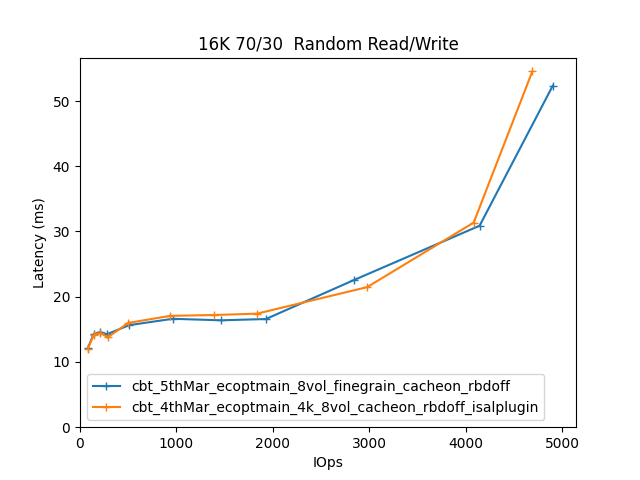 16K 70/30  Random Read/Write
Latency (ms)
50
40
30
20
10
0
0 1000 2000 3000 4000 5000
IOps
cbt_5thMar_ecoptmain_8vol_finegrain_cacheon_rbdoff
cbt_4thMar_ecoptmain_4k_8vol_cacheon_rbdoff_isalplugin